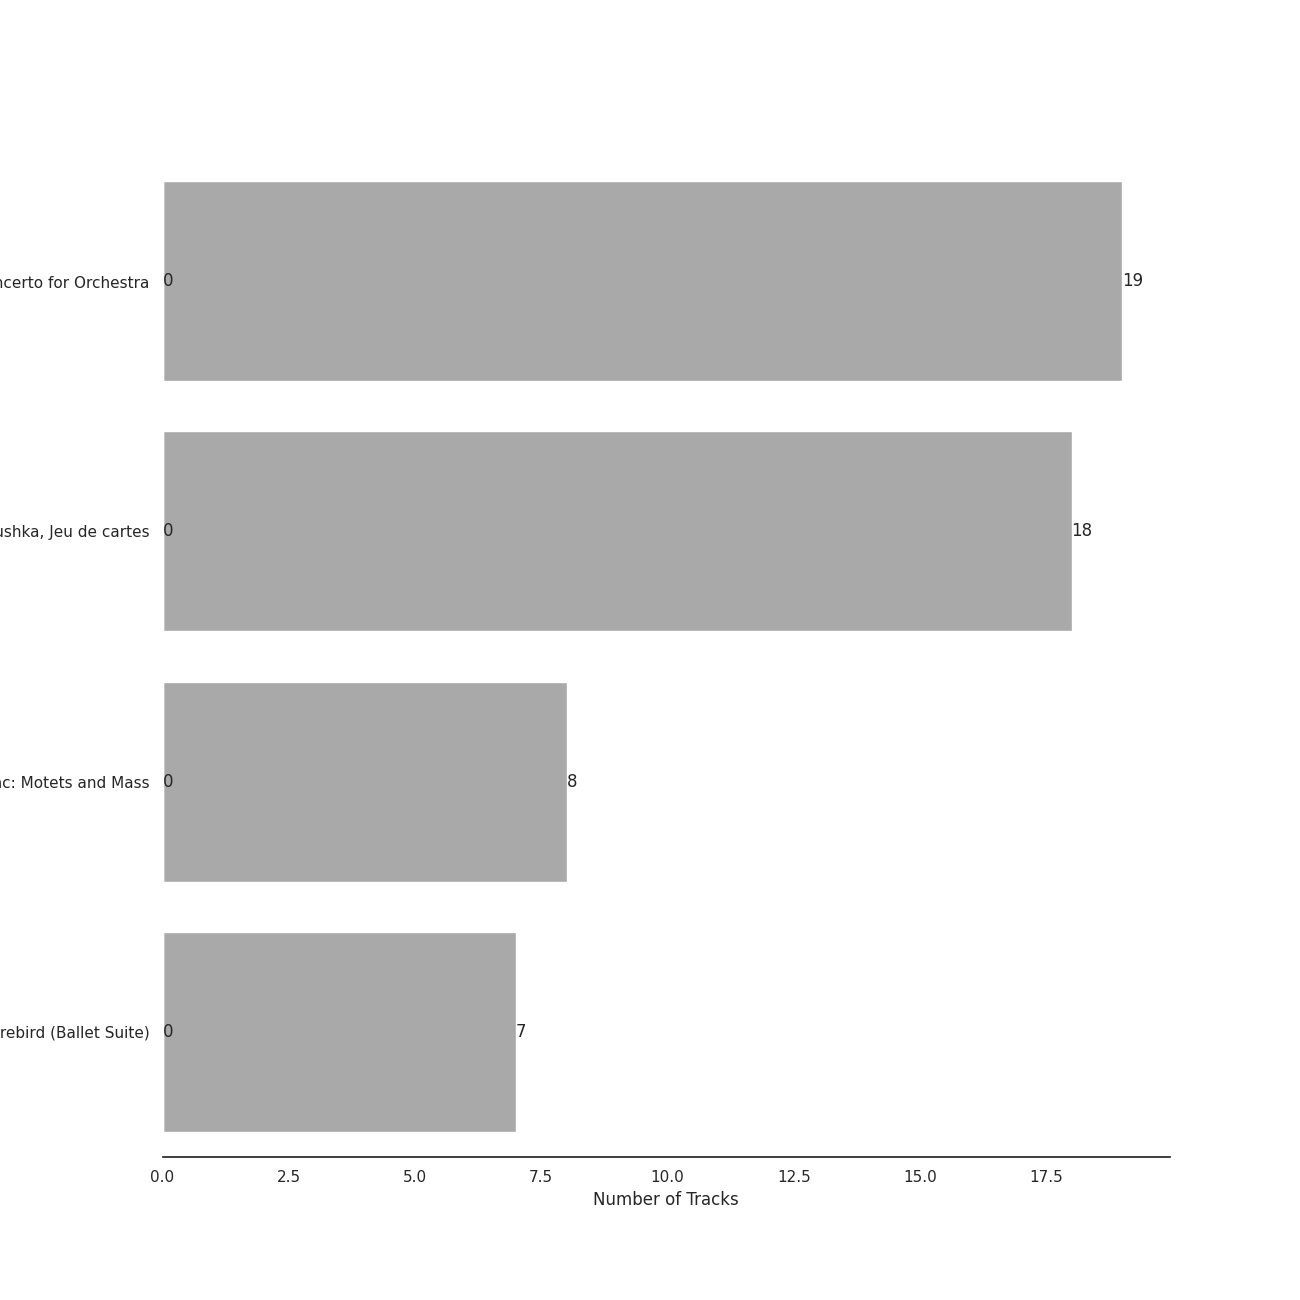 ncerto for Orchestra 0 19
ushka, Jeu de cartes 0 18
nc: Motets and Mass 0 8
rebird (Ballet Suite) 0 7
0.0 2.5 5.0 7.5 10.0 12.5 15.0 17.5
Number of Tracks